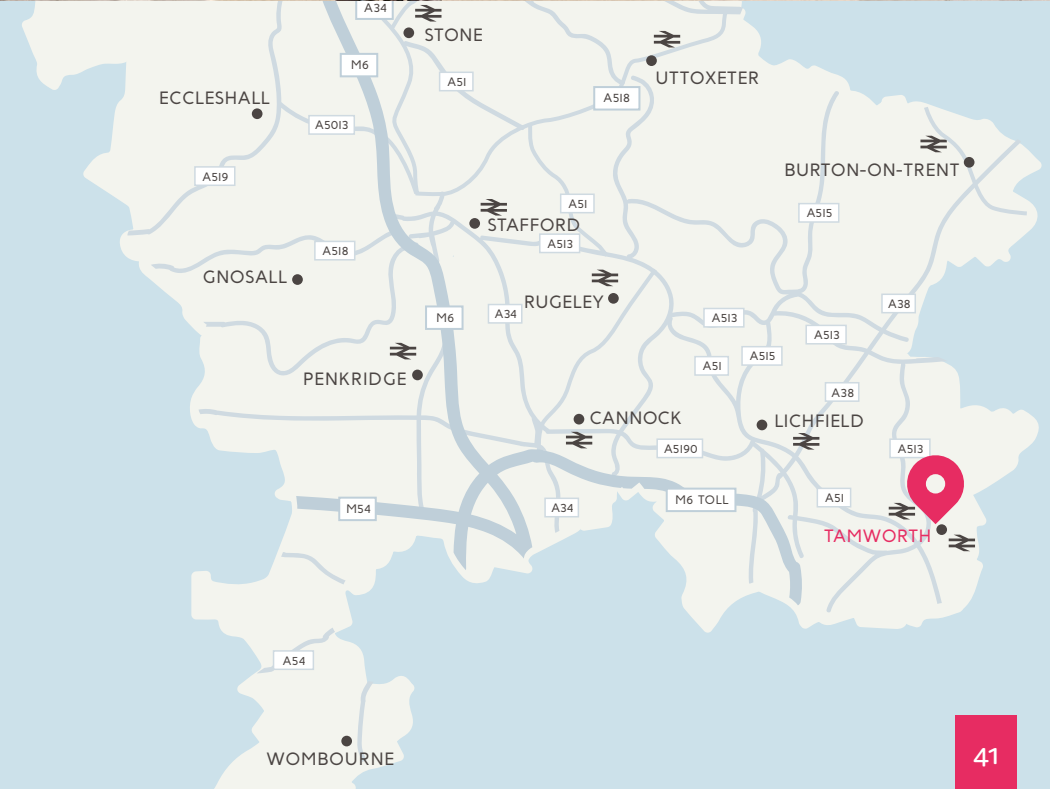 A34
STONE
M6
UTTOXETER
A51
ECCLESHALL
A518
A5013
BURTON-ON-TRENT
A519
A51
A515
STAFFORD
A513
A518
GNOSALL
RUGELEY
A38
A34
M6
A513
A513
A515
A51
PENKRIDGE
A38
CANNOCK
LICHFIELD
A5190
A513
M6 TOLL
A51
M54
A34
TAMWORTH
A54
WOMBOURNE
41